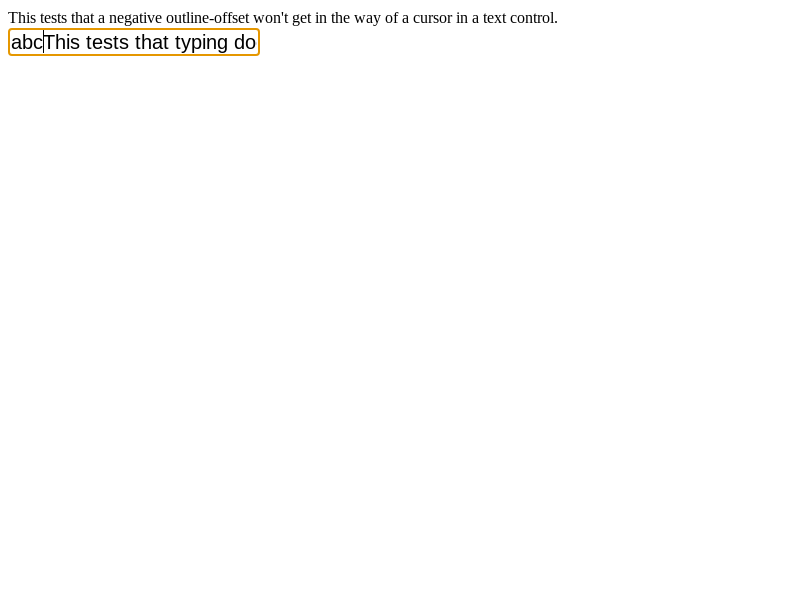 This tests that a negative outline-offset won't get in the way of a cursor in a text control.
abcThis tests that typing do